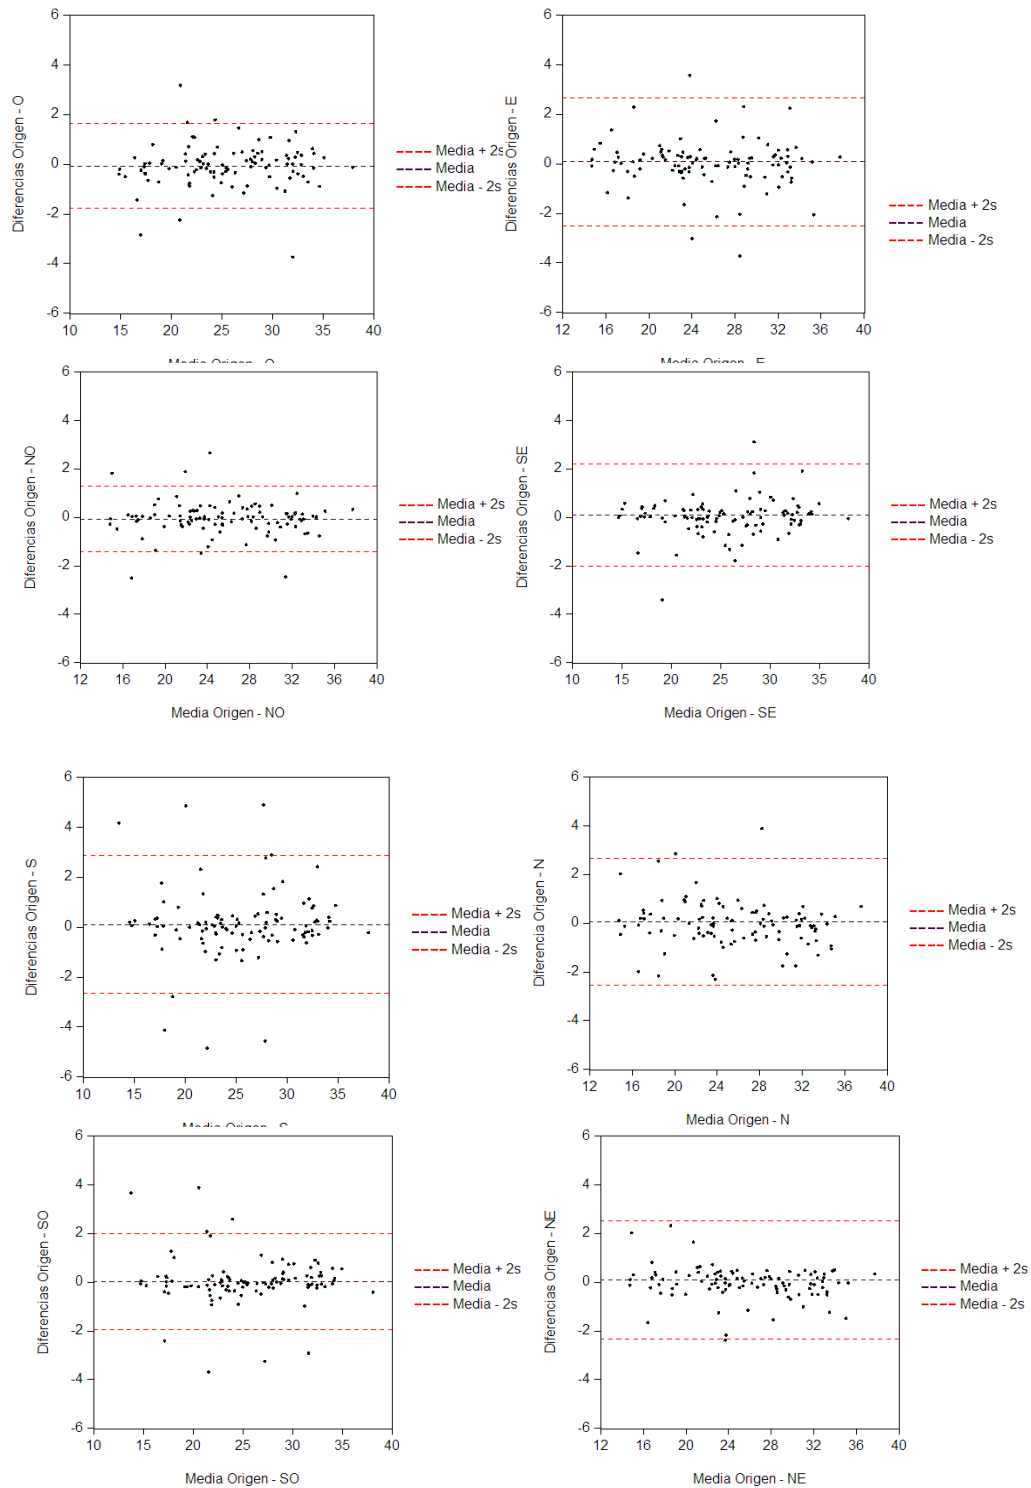 6
4
2
0
-2
-4
-6
10
15
20
25
30
35
40
Diferencias Origen - O
Media Origen - O
Media + 2s
Media
Media - 2s
6
4
2
0
-2
-4
-6
12
16
20
24
28
32
36
40
Diferencias Origen - E
Media Origen - E
Media + 2s
Media
Media - 2s
6
4
2
0
-2
-4
-6
12
16
20
24
28
32
36
40
Diferencias Origen - NO
Media Origen - NO
Media + 2s
Media
Media - 2s
6
4
2
0
-2
-4
-6
10
15
20
25
30
35
40
Diferencias Origen - SE
Media Origen - SE
Media + 2s
Media
Media - 2s
6
4
2
0
-2
-4
-6
10
15
20
25
30
35
40
Diferencias Origen - S
Media Origen - S
Media + 2s
Media
Media - 2s
6
4
2
0
-2
-4
-6
12
16
20
24
28
32
36
40
Diferencia Origen - N
Media Origen - N
Media + 2s
Media
Media - 2s
6
4
2
0
-2
-4
-6
10
15
20
25
30
35
40
Diferencias Origen - SO
Media Origen - SO
Media + 2s
Media
Media - 2s
6
4
2
0
-2
-4
-6
12
16
20
24
28
32
36
40
Diferencias Origen - NE
Media Origen - NE
Media + 2s
Media
Media - 2s